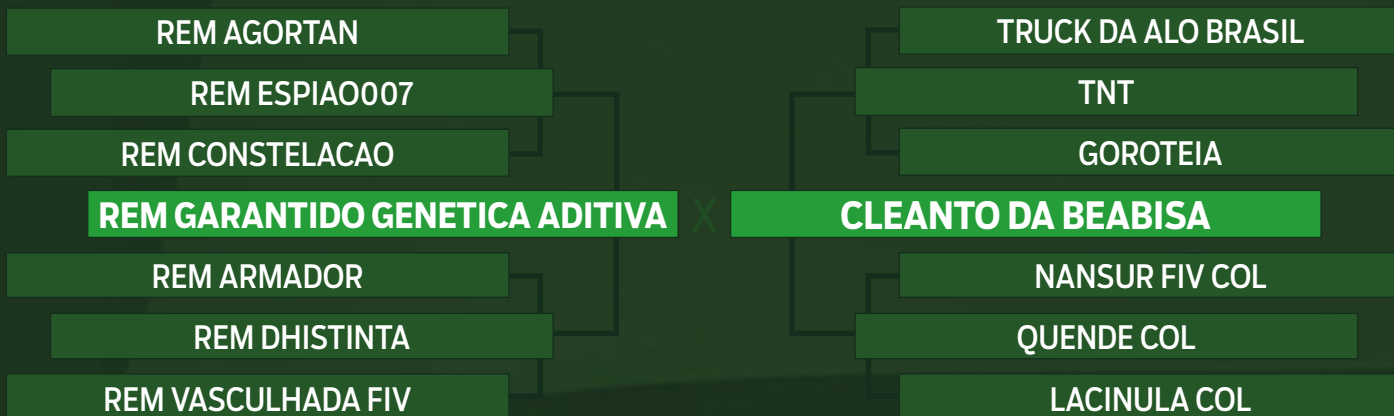 REM AGORTAN
REM ESPIAO007
REM CONSTELACAO
REM GARANTIDO GENETICA ADITIVA
REM ARMADOR
REM DHISTINTA
REM VASCULHADA FIV
X
TRUCK DA ALO BRASIL
TNT
GOROTEIA
CLEANTO DA BEABISA
NANSUR FIV COL
QUENDE COL
LACINULA COL